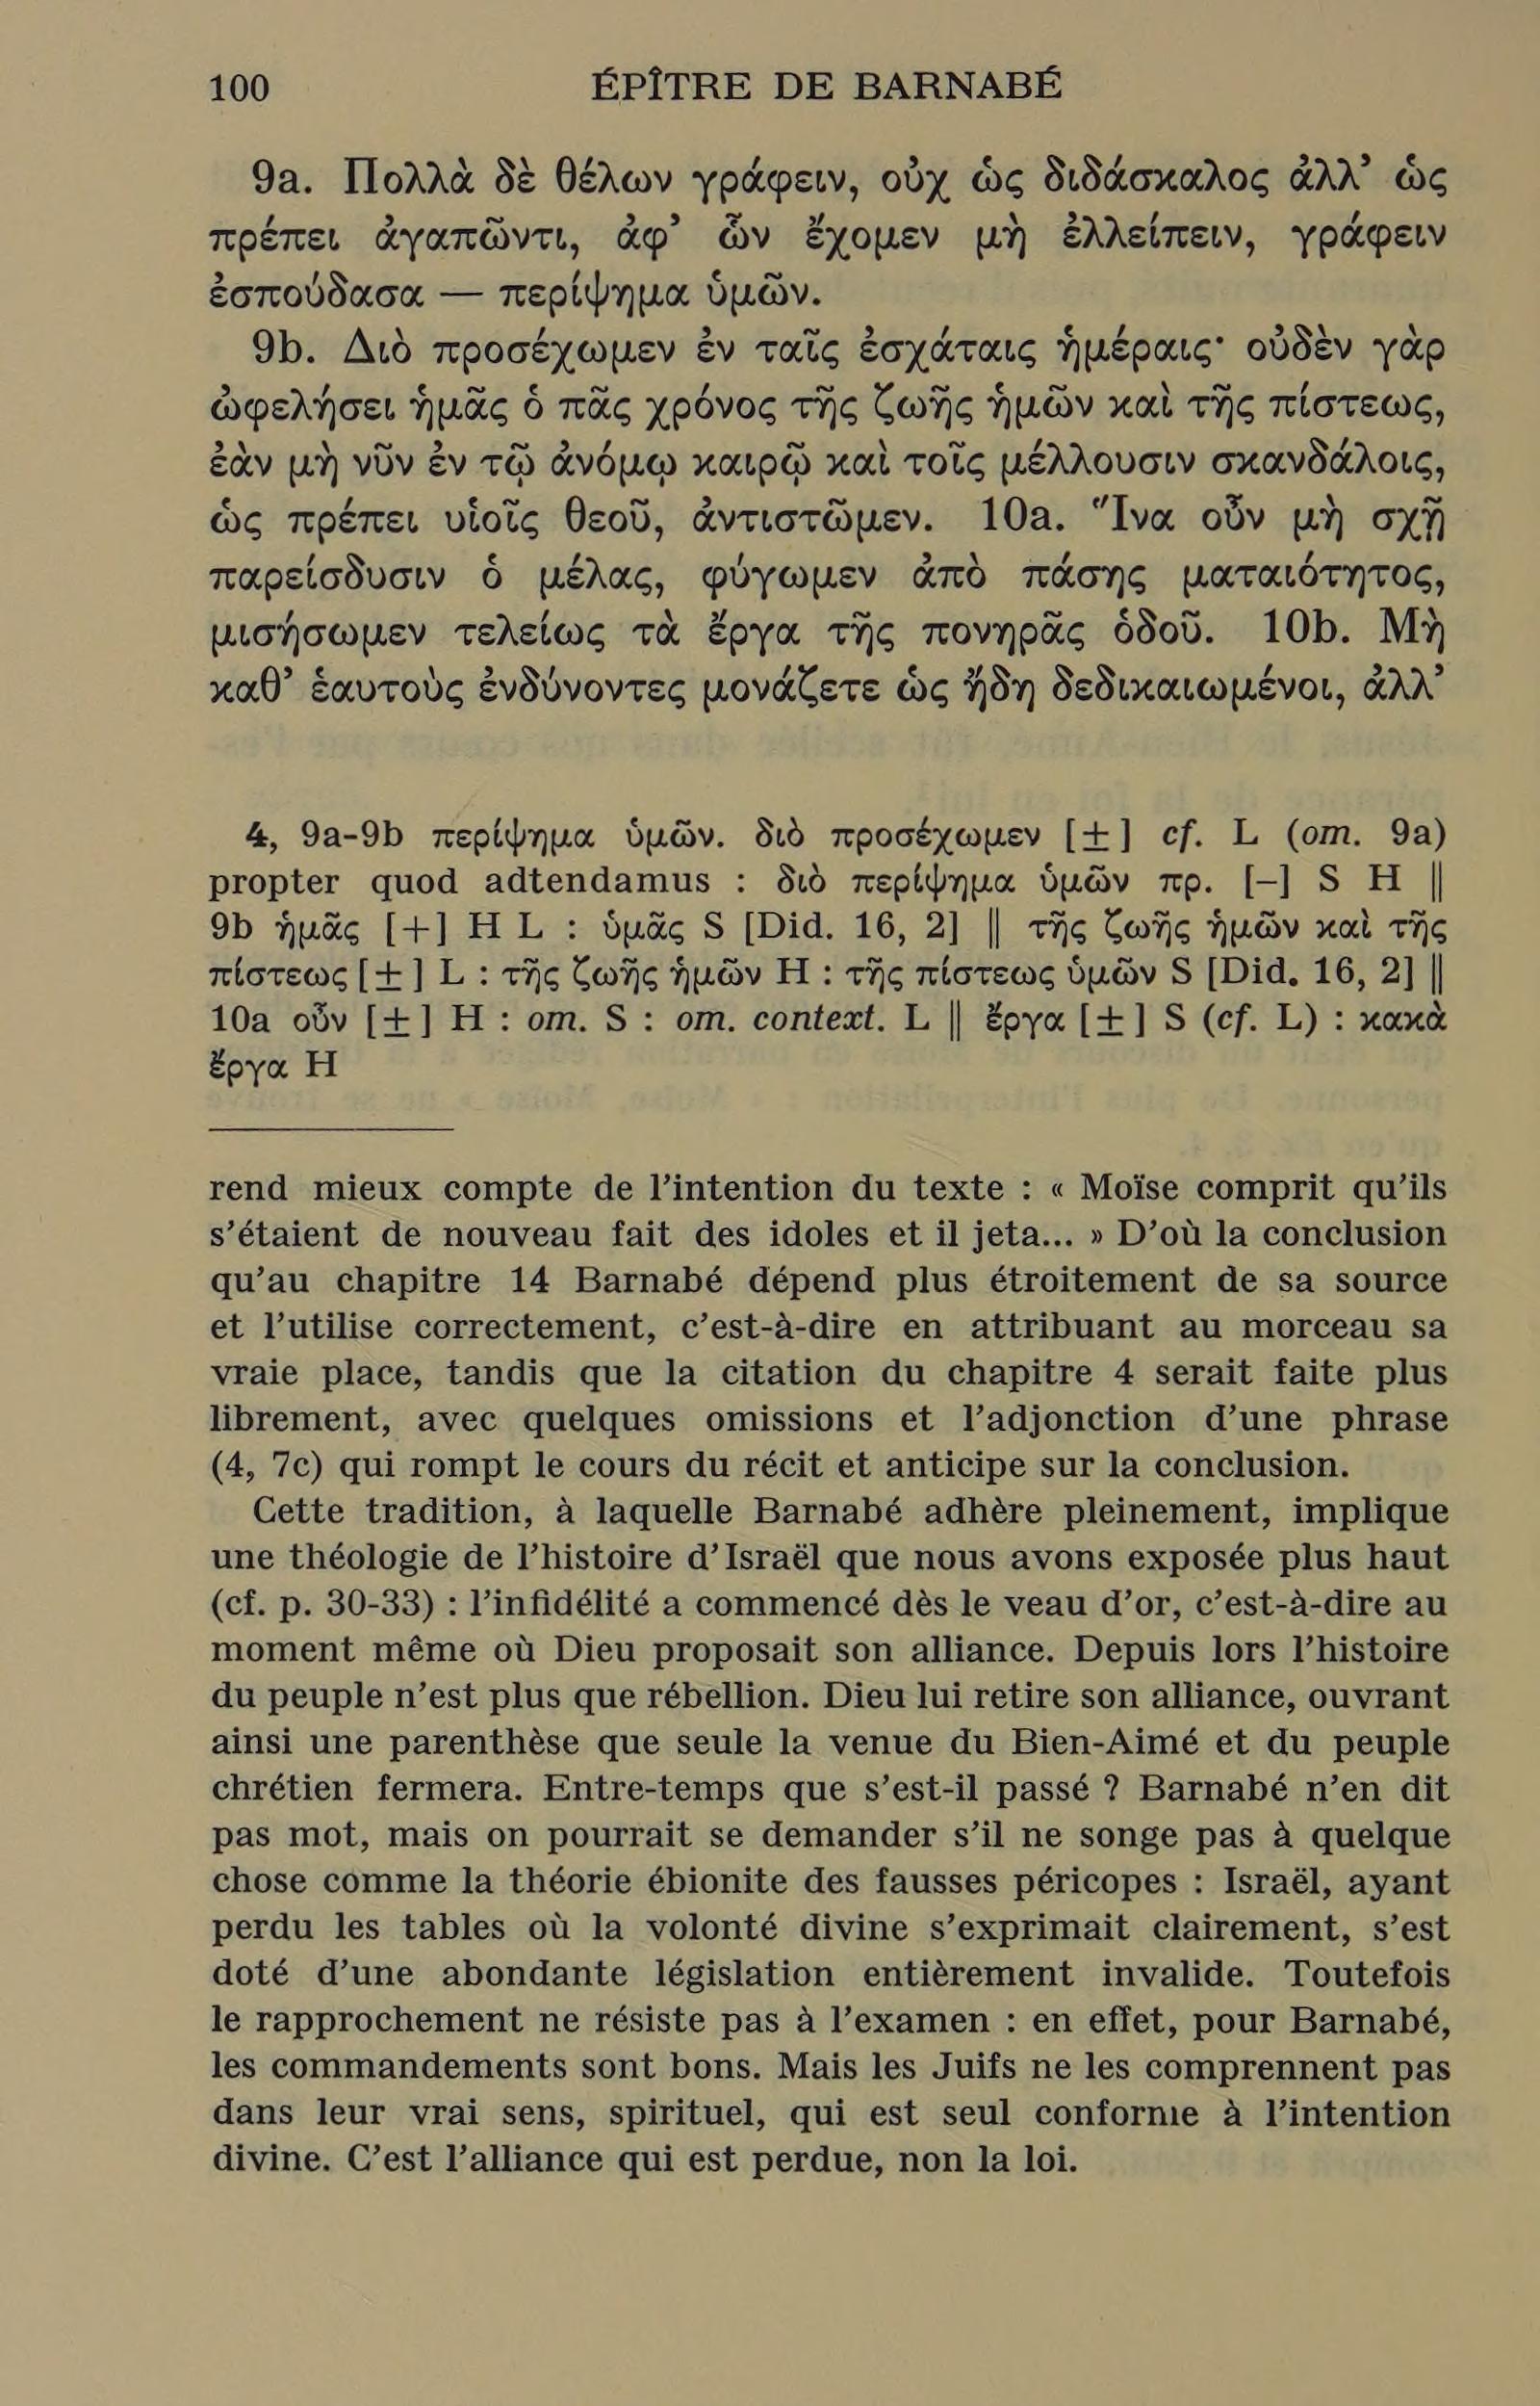 100 ÉPÎTRE DE BARNABÉ
9a. Πολλὰ δὲ θέλων γράφειν, οὐχ ὡς διδάσκαλος ἀλλ’ ὡς
πρέπει ἀγαπῶντι, ἀφ’ ὧν ἔχομεν μὴ ἐλλείπειν, γράφειν
ἐσπούδασα — περίψημα ὑμῶν.
9b. Διὸ προσέχωμεν ἐν ταῖς ἐσχάταις ἡμέραις· οὐδὲν γὰρ
ὠφελήσει ἡμᾶς ὁ πᾶς χρόνος τῆς ζωῆς ἡμῶν καὶ τῆς πίστεως,
ἐὰν μὴ νῦν ἐν τῷ ἀνόμῳ καιρῷ καὶ τοῖς μέλλουσιν σκανδάλοις,
ὡς πρέπει υἱοῖς θεοῦ, ἀντιστῶμεν. 10a. Ἵνα οὖν μὴ σχῇ
παρείσδυσιν ὁ μέλας, φύγωμεν ἀπὸ πάσης ματαιότητος,
μισήσωμεν τελείως τὰ ἔργα τῆς πονηρᾶς ὁδοῦ. 10b. Μὴ
καθ’ ἑαυτοὺς ἐνδύνοντες μονάζετε ὡς ἤδη δεδικαιωμένοι, ἀλλ’
4, 9a-9b περίψημα ὑμῶν. διὸ προσέχωμεν [±] cf. L (om. 9a)
propter quod adtendamus : διὸ περίψημα ὑμῶν πρ. [–] S H ||
9b ἡμᾶς [+] H L : ὑμᾶς S [Did. 16, 2] || τῆς ζωῆς ἡμῶν καὶ τῆς
πίστεως [±] L : τῆς ζωῆς ἡμῶν H : τῆς πίστεως ὑμῶν S [Did. 16, 2] ||
10a οὖν [±] H : om. S : om. context. L || ἔργα [±] S (cf. L) : κακὰ
ἔργα H
rend mieux compte de l’intention du texte : « Moïse comprit qu’ils
s’étaient de nouveau fait des idoles et il jeta... » D’où la conclusion
qu’au chapitre 14 Barnabé dépend plus étroitement de sa source
et l’utilise correctement, c’est-à-dire en attribuant au morceau sa
vraie place, tandis que la citation du chapitre 4 serait faite plus
librement, avec quelques omissions et l’adjonction d’une phrase
(4, 7c) qui rompt le cours du récit et anticipe sur la conclusion.
Cette tradition, à laquelle Barnabé adhère pleinement, implique
une théologie de l’histoire d’Israël que nous avons exposée plus haut
(cf. p. 30-33) : l’infidélité a commencé dès le veau d’or, c’est-à-dire au
moment même où Dieu proposait son alliance. Depuis lors l’histoire
du peuple n’est plus que rébellion. Dieu lui retire son alliance, ouvrant
ainsi une parenthèse que seule la venue du Bien-Aimé et du peuple
chrétien fermera. Entre-temps que s’est-il passé ? Barnabé n’en dit
pas mot, mais on pourrait se demander s’il ne songe pas à quelque
chose comme la théorie ébionite des fausses péricopes : Israël, ayant
perdu les tables où la volonté divine s’exprimait clairement, s’est
doté d’une abondante législation entièrement invalide. Toutefois
le rapprochement ne résiste pas à l’examen : en effet, pour Barnabé,
les commandements sont bons. Mais les Juifs ne les comprennent pas
dans leur vrai sens, spirituel, qui est seul conforme à l’intention
divine. C’est l’alliance qui est perdue, non la loi.